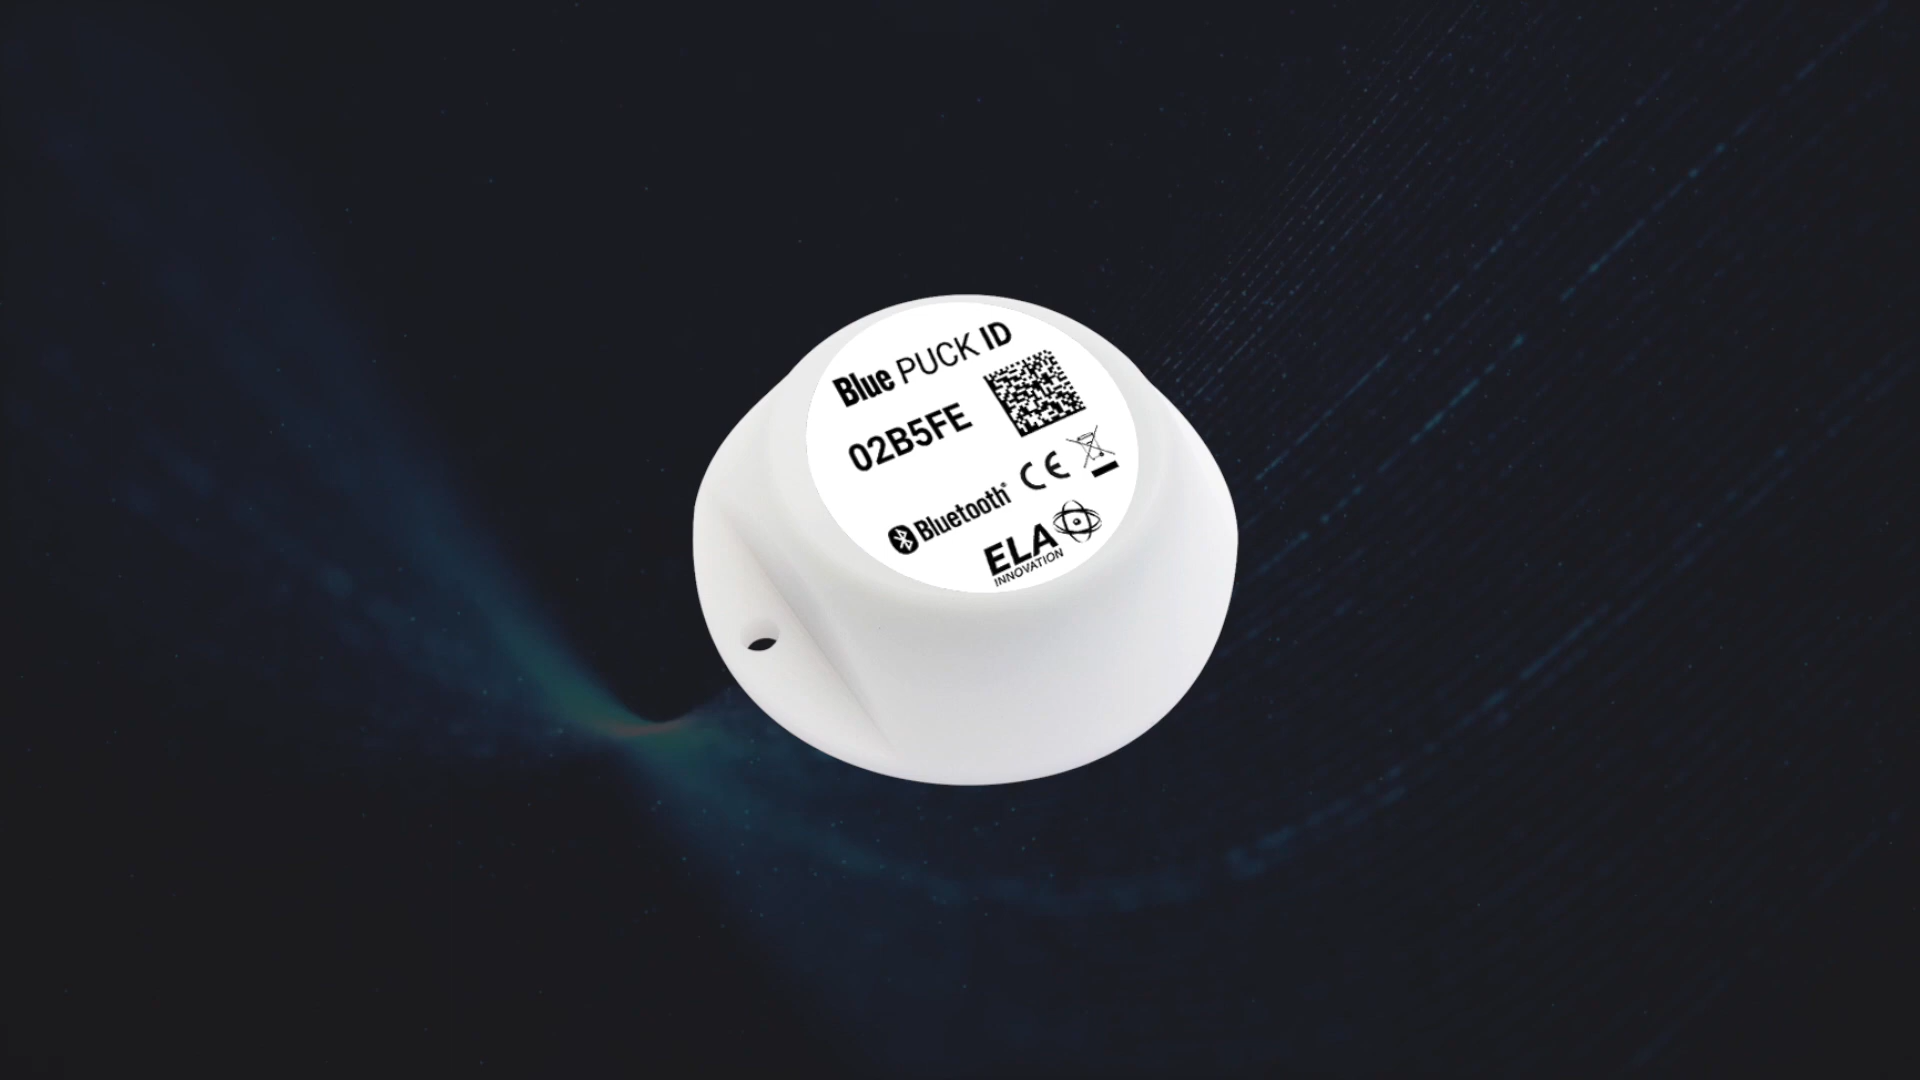 Blue PUCK ID
02B5FE
CE
Bluetooth®
ELA
INNOVATION